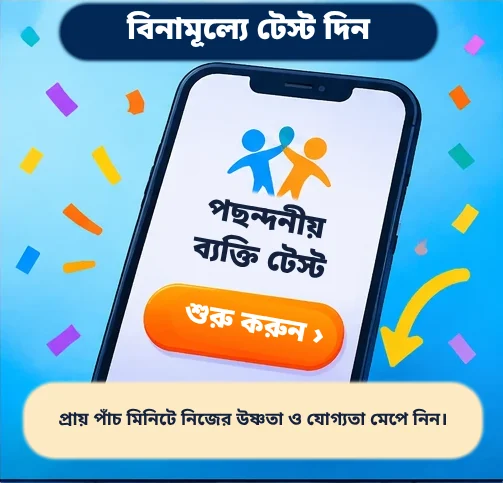 বিনামূল্যে টেস্ট দিন
পছন্দনীয়
ব্যক্তি টেস্ট
শুরু করুন ›
প্রায় পাঁচ মিনিটে নিজের উষ্ণতা ও যোগ্যতা মেপে নিন।